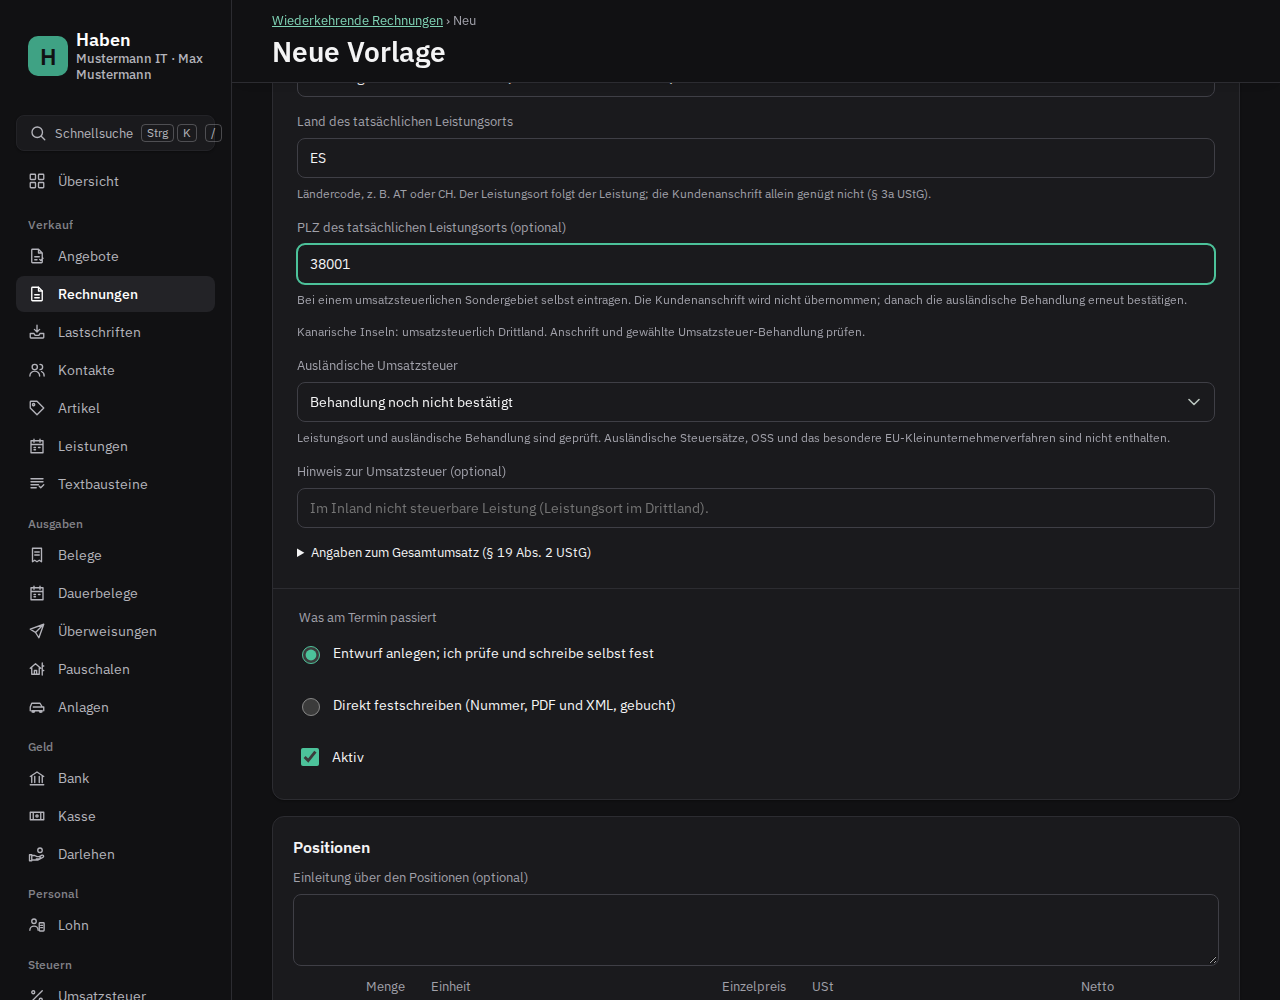 H
Haben
Mustermann IT · Max
Mustermann
Schnellsuche Strg K /
Übersicht
Verkauf
Angebote
Rechnungen
Lastschriften
Kontakte
Artikel
Leistungen
Textbausteine
Ausgaben
Belege
Dauerbelege
Überweisungen
Pauschalen
Anlagen
Geld
Bank
Kasse
Darlehen
Personal
Lohn
Steuern
Umsatzsteuer
Wiederkehrende Rechnungen › Neu
Neue Vorlage
Land des tatsächlichen Leistungsorts
ES
Ländercode, z. B. AT oder CH. Der Leistungsort folgt der Leistung; die Kundenanschrift allein genügt nicht (§ 3a UStG).
PLZ des tatsächlichen Leistungsorts (optional)
38001
Bei einem umsatzsteuerlichen Sondergebiet selbst eintragen. Die Kundenanschrift wird nicht übernommen; danach die ausländische Behandlung erneut bestätigen.
Kanarische Inseln: umsatzsteuerlich Drittland. Anschrift und gewählte Umsatzsteuer-Behandlung prüfen.
Ausländische Umsatzsteuer
Behandlung noch nicht bestätigt
Leistungsort und ausländische Behandlung sind geprüft. Ausländische Steuersätze, OSS und das besondere EU-Kleinunternehmerverfahren sind nicht enthalten.
Hinweis zur Umsatzsteuer (optional)
Im Inland nicht steuerbare Leistung (Leistungsort im Drittland).
Angaben zum Gesamtumsatz (§ 19 Abs. 2 UStG)
Was am Termin passiert
Entwurf anlegen; ich prüfe und schreibe selbst fest
Direkt festschreiben (Nummer, PDF und XML, gebucht)
Aktiv
Positionen
Einleitung über den Positionen (optional)
Menge Einheit Einzelpreis USt Netto